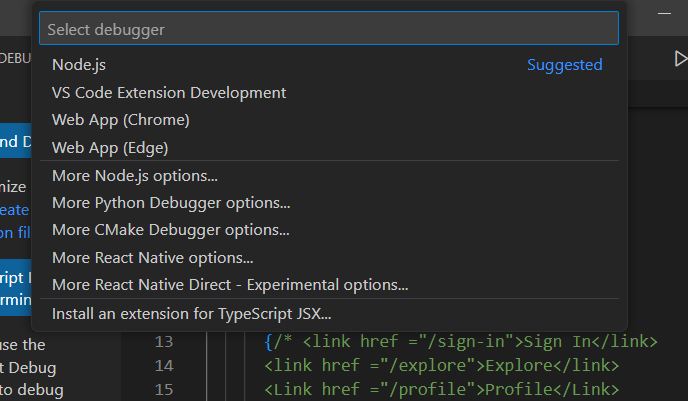 Select debugger
DEBU
Node.js Suggested
VS Code Extension Development
Web App (Chrome)
nd D
Web App (Edge)
More Node.js options...
mize
More Python Debugger options...
eate
More CMake Debugger options...
on fil
More React Native options...
More React Native Direct - Experimental options...
cript
ermin
Install an extension for TypeScript JSX...
use the
13 {/* <link href ="/sign-in">Sign In</link>
t Debug
14 <link href ="/explore">Explore</link>
to debug
15 <Link href ="/profile">Profile</Link>